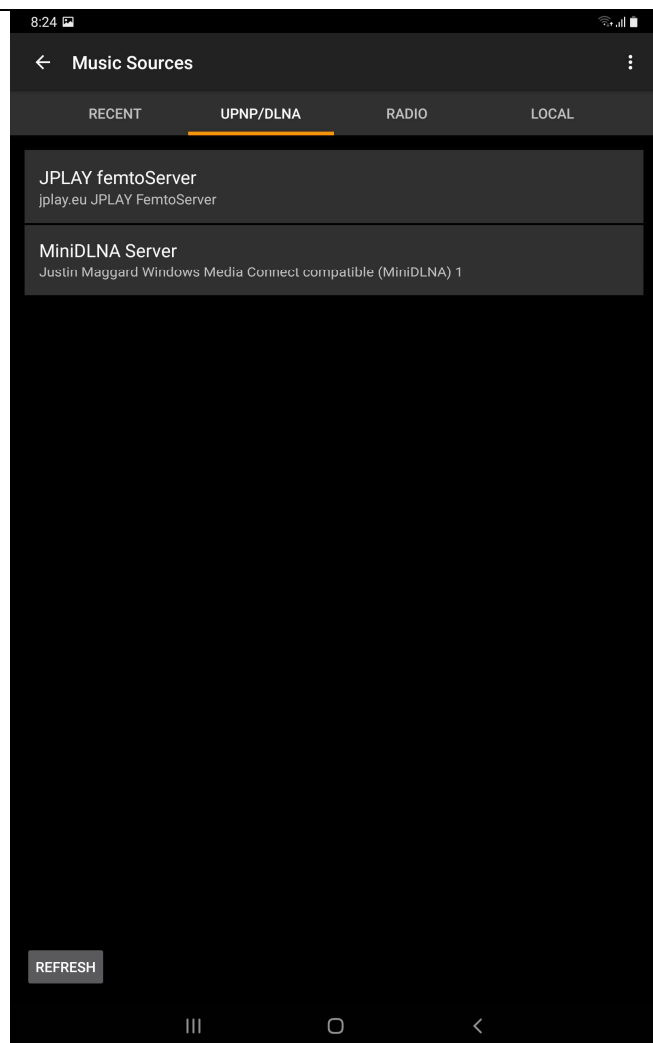 8:24
Music Sources
RECENT UPNP/DLNA RADIO LOCAL
JPLAY femtoServer
jplay.eu JPLAY FemtoServer
MiniDLNA Server
Justin Maggard Windows Media Connect compatible (MiniDLNA) 1
REFRESH